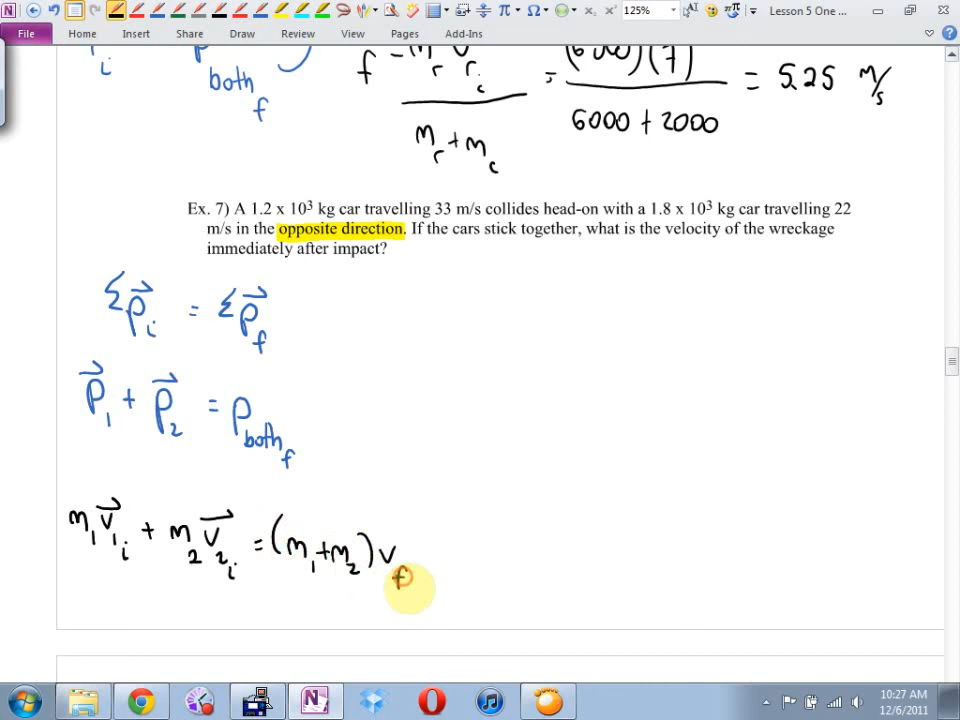 125% Lesson 5 One ...
File Home Insert Share Draw Review View Add-Ins
i P both f
f = m r v r i c = (6000)(7) = 5.25 m/s
m r + m c 6000 + 2000
Ex. 7) A 1.2 x 10³ kg car travelling 33 m/s collides head-on with a 1.8 x 10³ kg car travelling 22
m/s in the opposite direction. If the cars stick together, what is the velocity of the wreckage
immediately after impact?
Σp⃗ᵢ = Σp⃗f
p⃗₁ + p⃗₂ = p both f
m₁v⃗₁ᵢ + m₂v⃗₂ᵢ = (m₁+m₂)v f
10:27 AM
12/6/2011